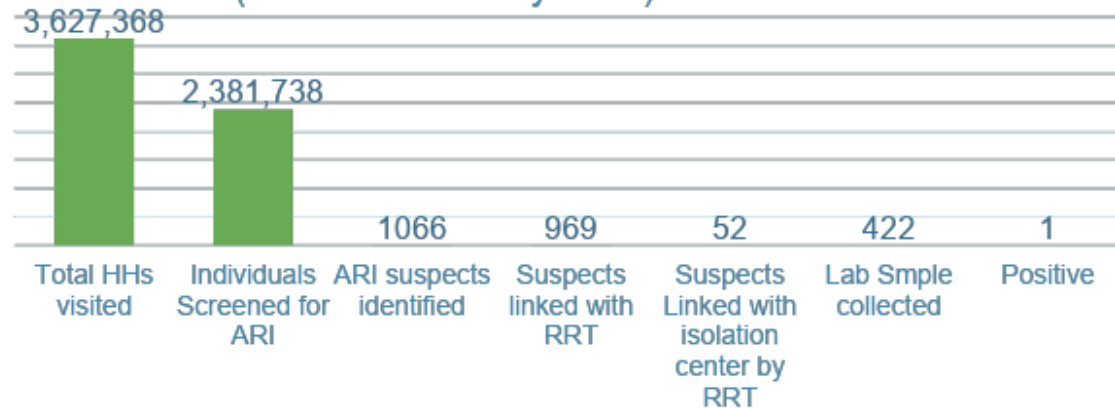 3,627,368
2,381,738
1066
969
52
422
1
Total HHs
visited
Individuals
Screened for
ARI
ARI suspects
identified
Suspects
linked with
RRT
Suspects
Linked with
isolation
center by
RRT
Lab Smple
collected
Positive